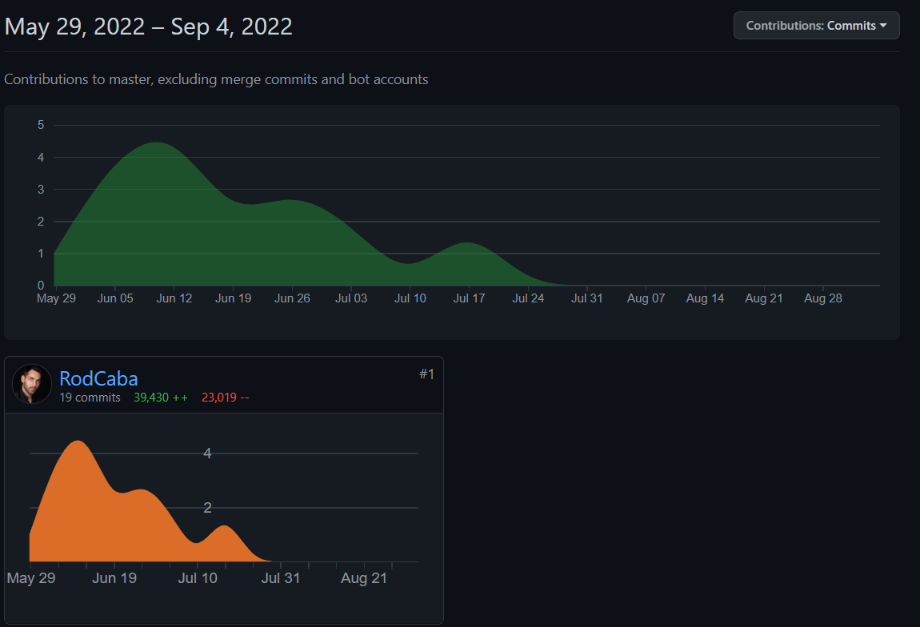 May 29, 2022 – Sep 4, 2022
Contributions: Commits
Contributions to master, excluding merge commits and bot accounts
5
4
3
2
1
0
May 29 Jun 05 Jun 12 Jun 19 Jun 26 Jul 03 Jul 10 Jul 17 Jul 24 Jul 31 Aug 07 Aug 14 Aug 21 Aug 28
RodCaba
#1
19 commits 39,430 ++ 23,019 --
4
2
May 29 Jun 19 Jul 10 Jul 31 Aug 21